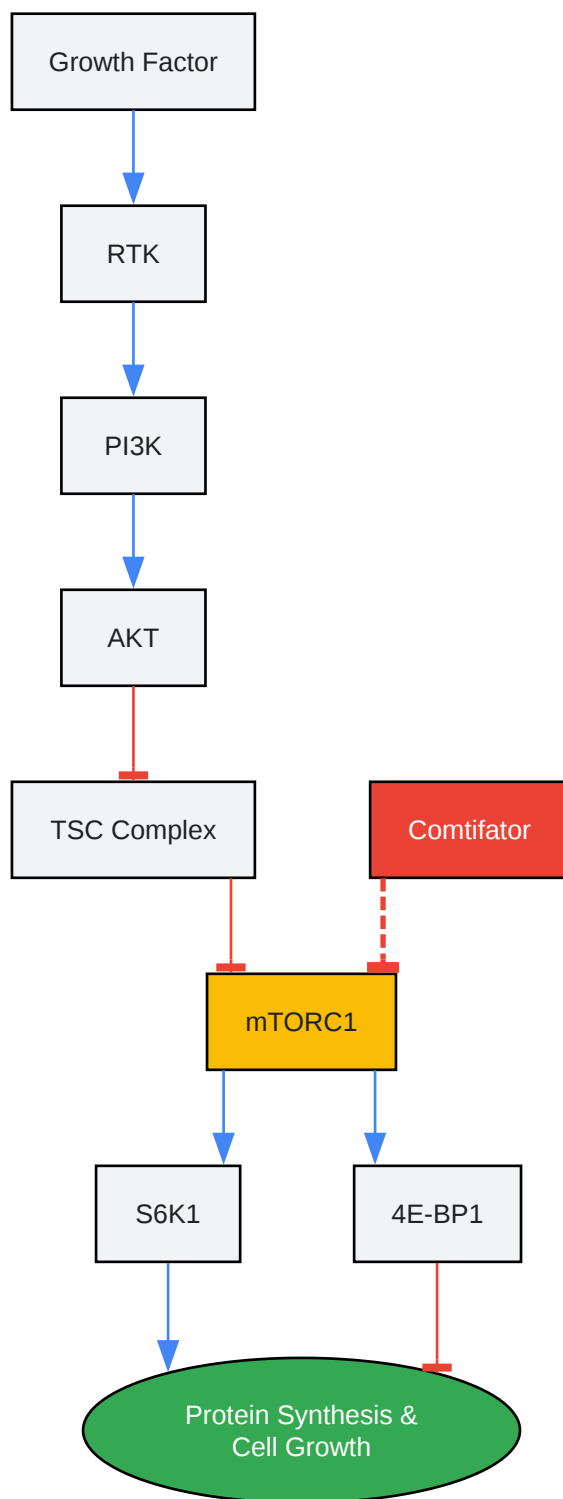 Growth Factor
RTK
PI3K
AKT
TSC Complex
Comtifator
mTORC1
S6K1
4E-BP1
Protein Synthesis &
Cell Growth